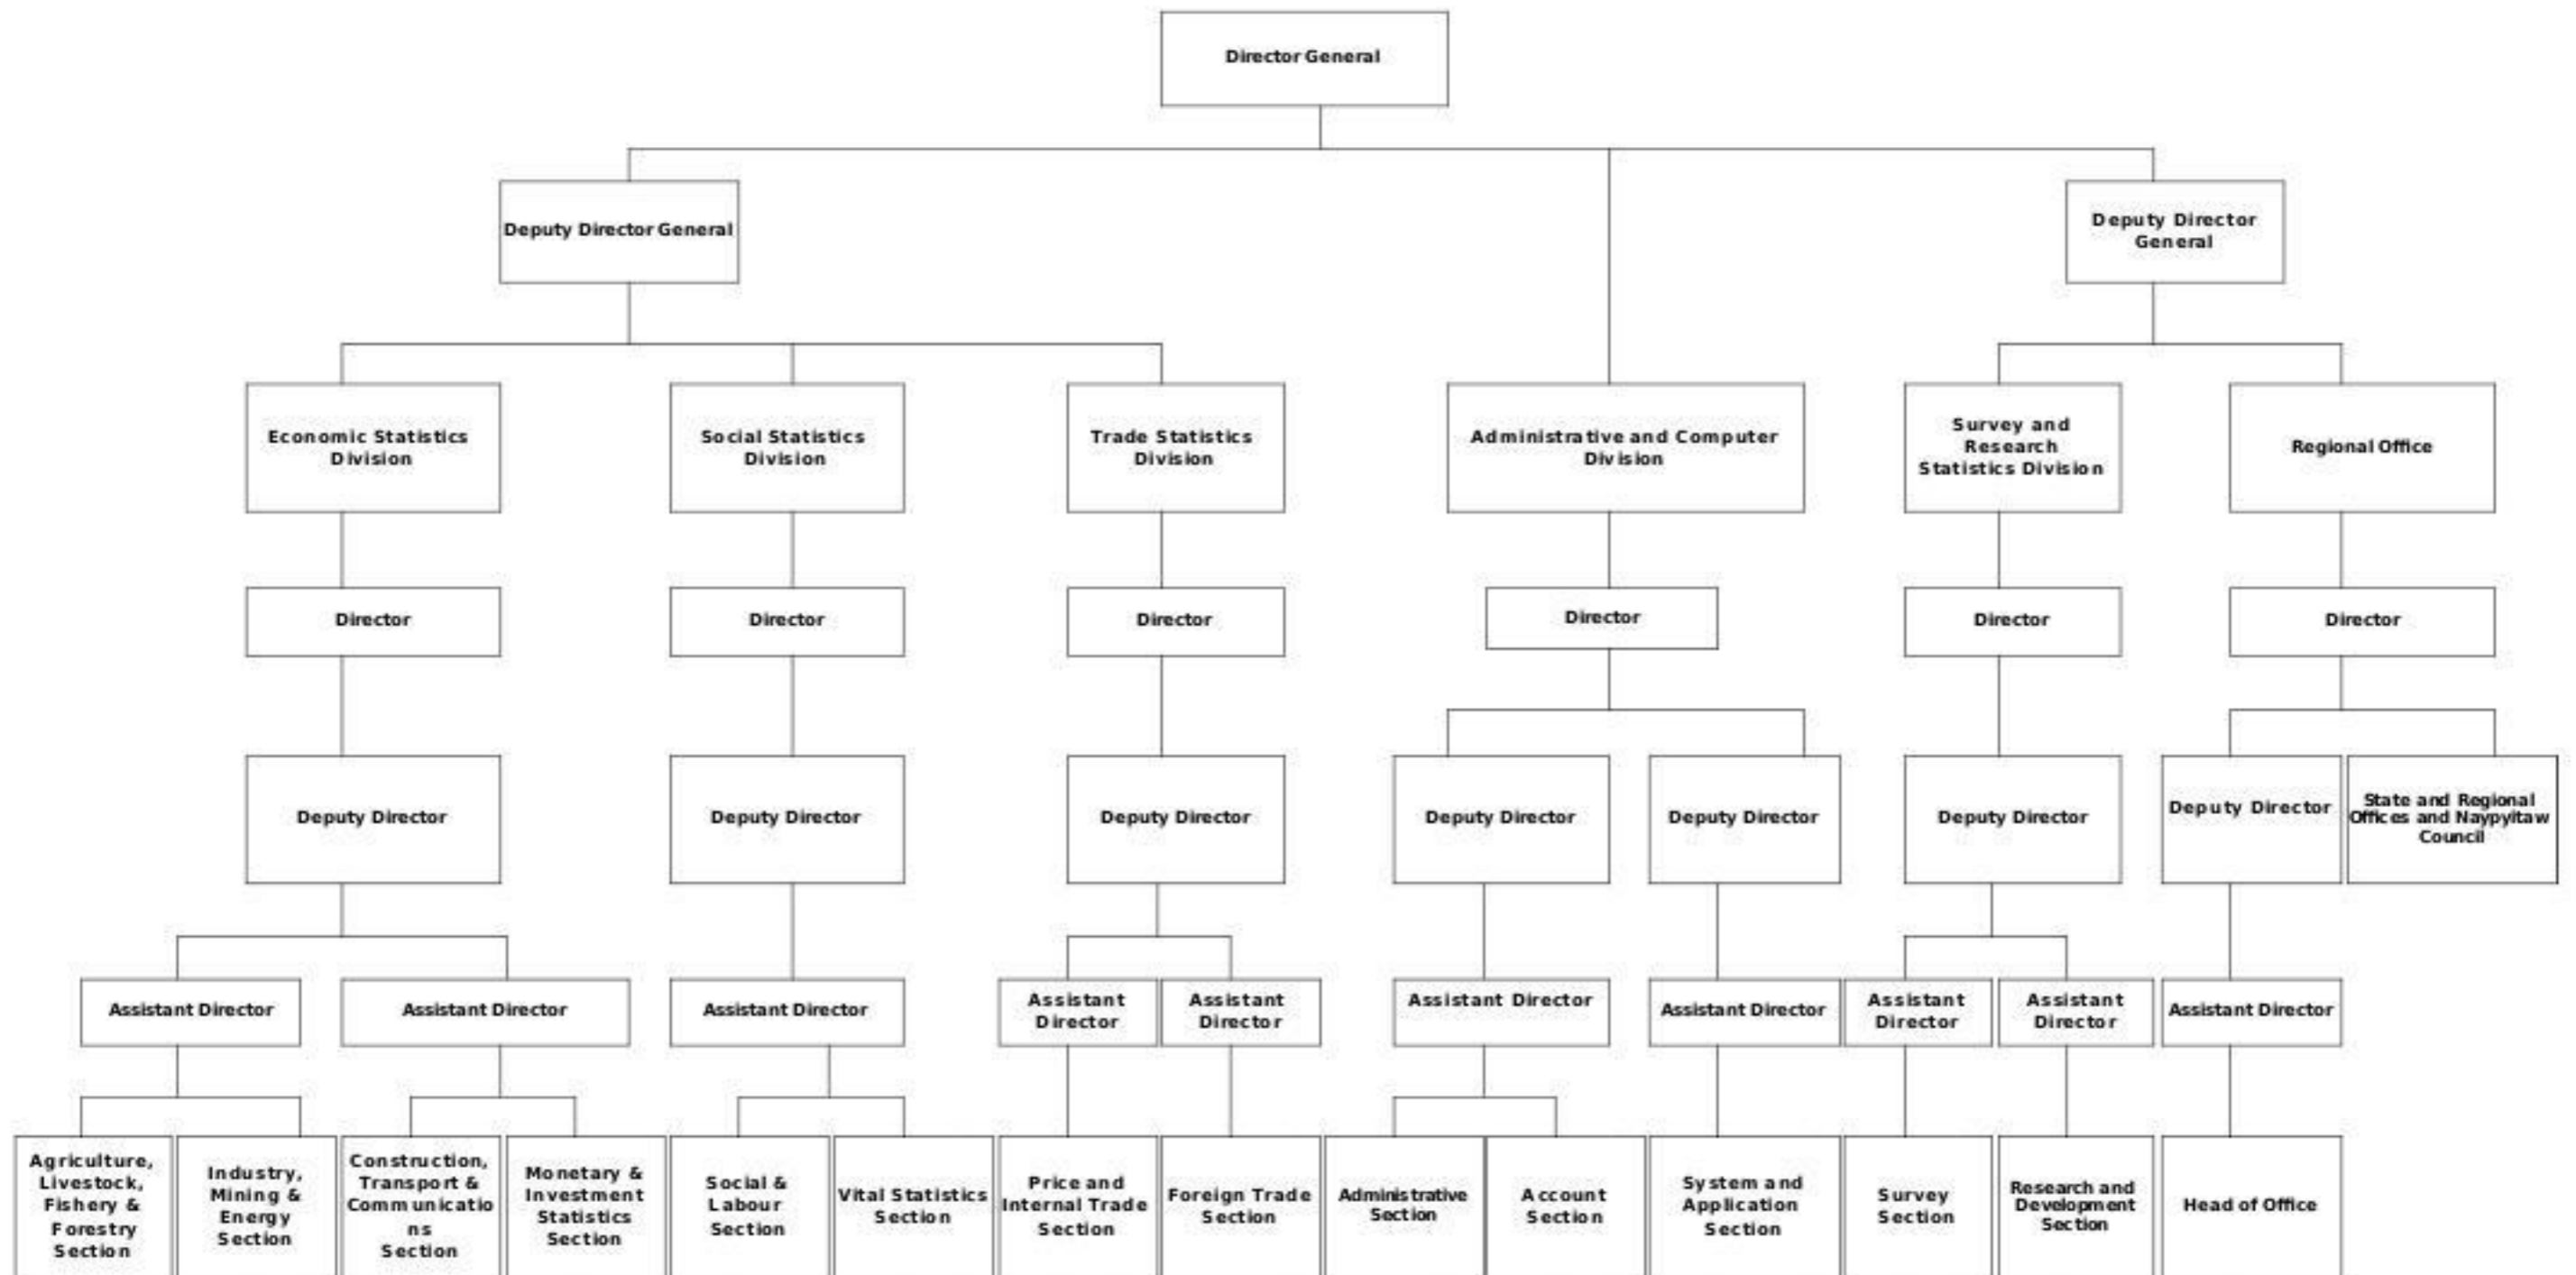 Director General
Deputy Director General
Deputy Director
General
Economic Statistics
Division
Social Statistics
Division
Trade Statistics
Division
Administrative and Computer
Division
Survey and
Research
Statistics Division
Regional Office
Director
Director
Director
Director
Director
Director
Deputy Director
Deputy Director
Deputy Director
Deputy Director
Deputy Director
Deputy Director
Deputy Director
State and Regional
Offices and Naypyitaw
Council
Assistant Director
Assistant Director
Assistant Director
Assistant
Director
Assistant
Director
Assistant Director
Assistant Director
Assistant
Director
Assistant
Director
Assistant Director
Agriculture,
Livestock,
Fishery &
Forestry
Section
Industry,
Mining &
Energy
Section
Construction,
Transport &
Communicatio
ns
Section
Monetary &
Investment
Statistics
Section
Social &
Labour
Section
Vital Statistics
Section
Price and
Internal Trade
Section
Foreign Trade
Section
Administrative
Section
Account
Section
System and
Application
Section
Survey
Section
Research and
Development
Section
Head of Office